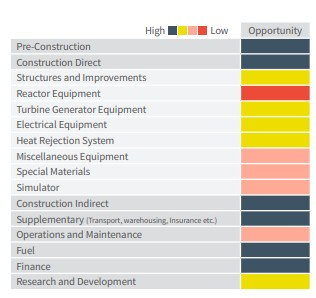 High Low Opportunity
Pre-Construction
Construction Direct
Structures and Improvements
Reactor Equipment
Turbine Generator Equipment
Electrical Equipment
Heat Rejection System
Miscellaneous Equipment
Special Materials
Simulator
Construction Indirect
Supplementary (Transport, warehousing, Insurance etc.)
Operations and Maintenance
Fuel
Finance
Research and Development